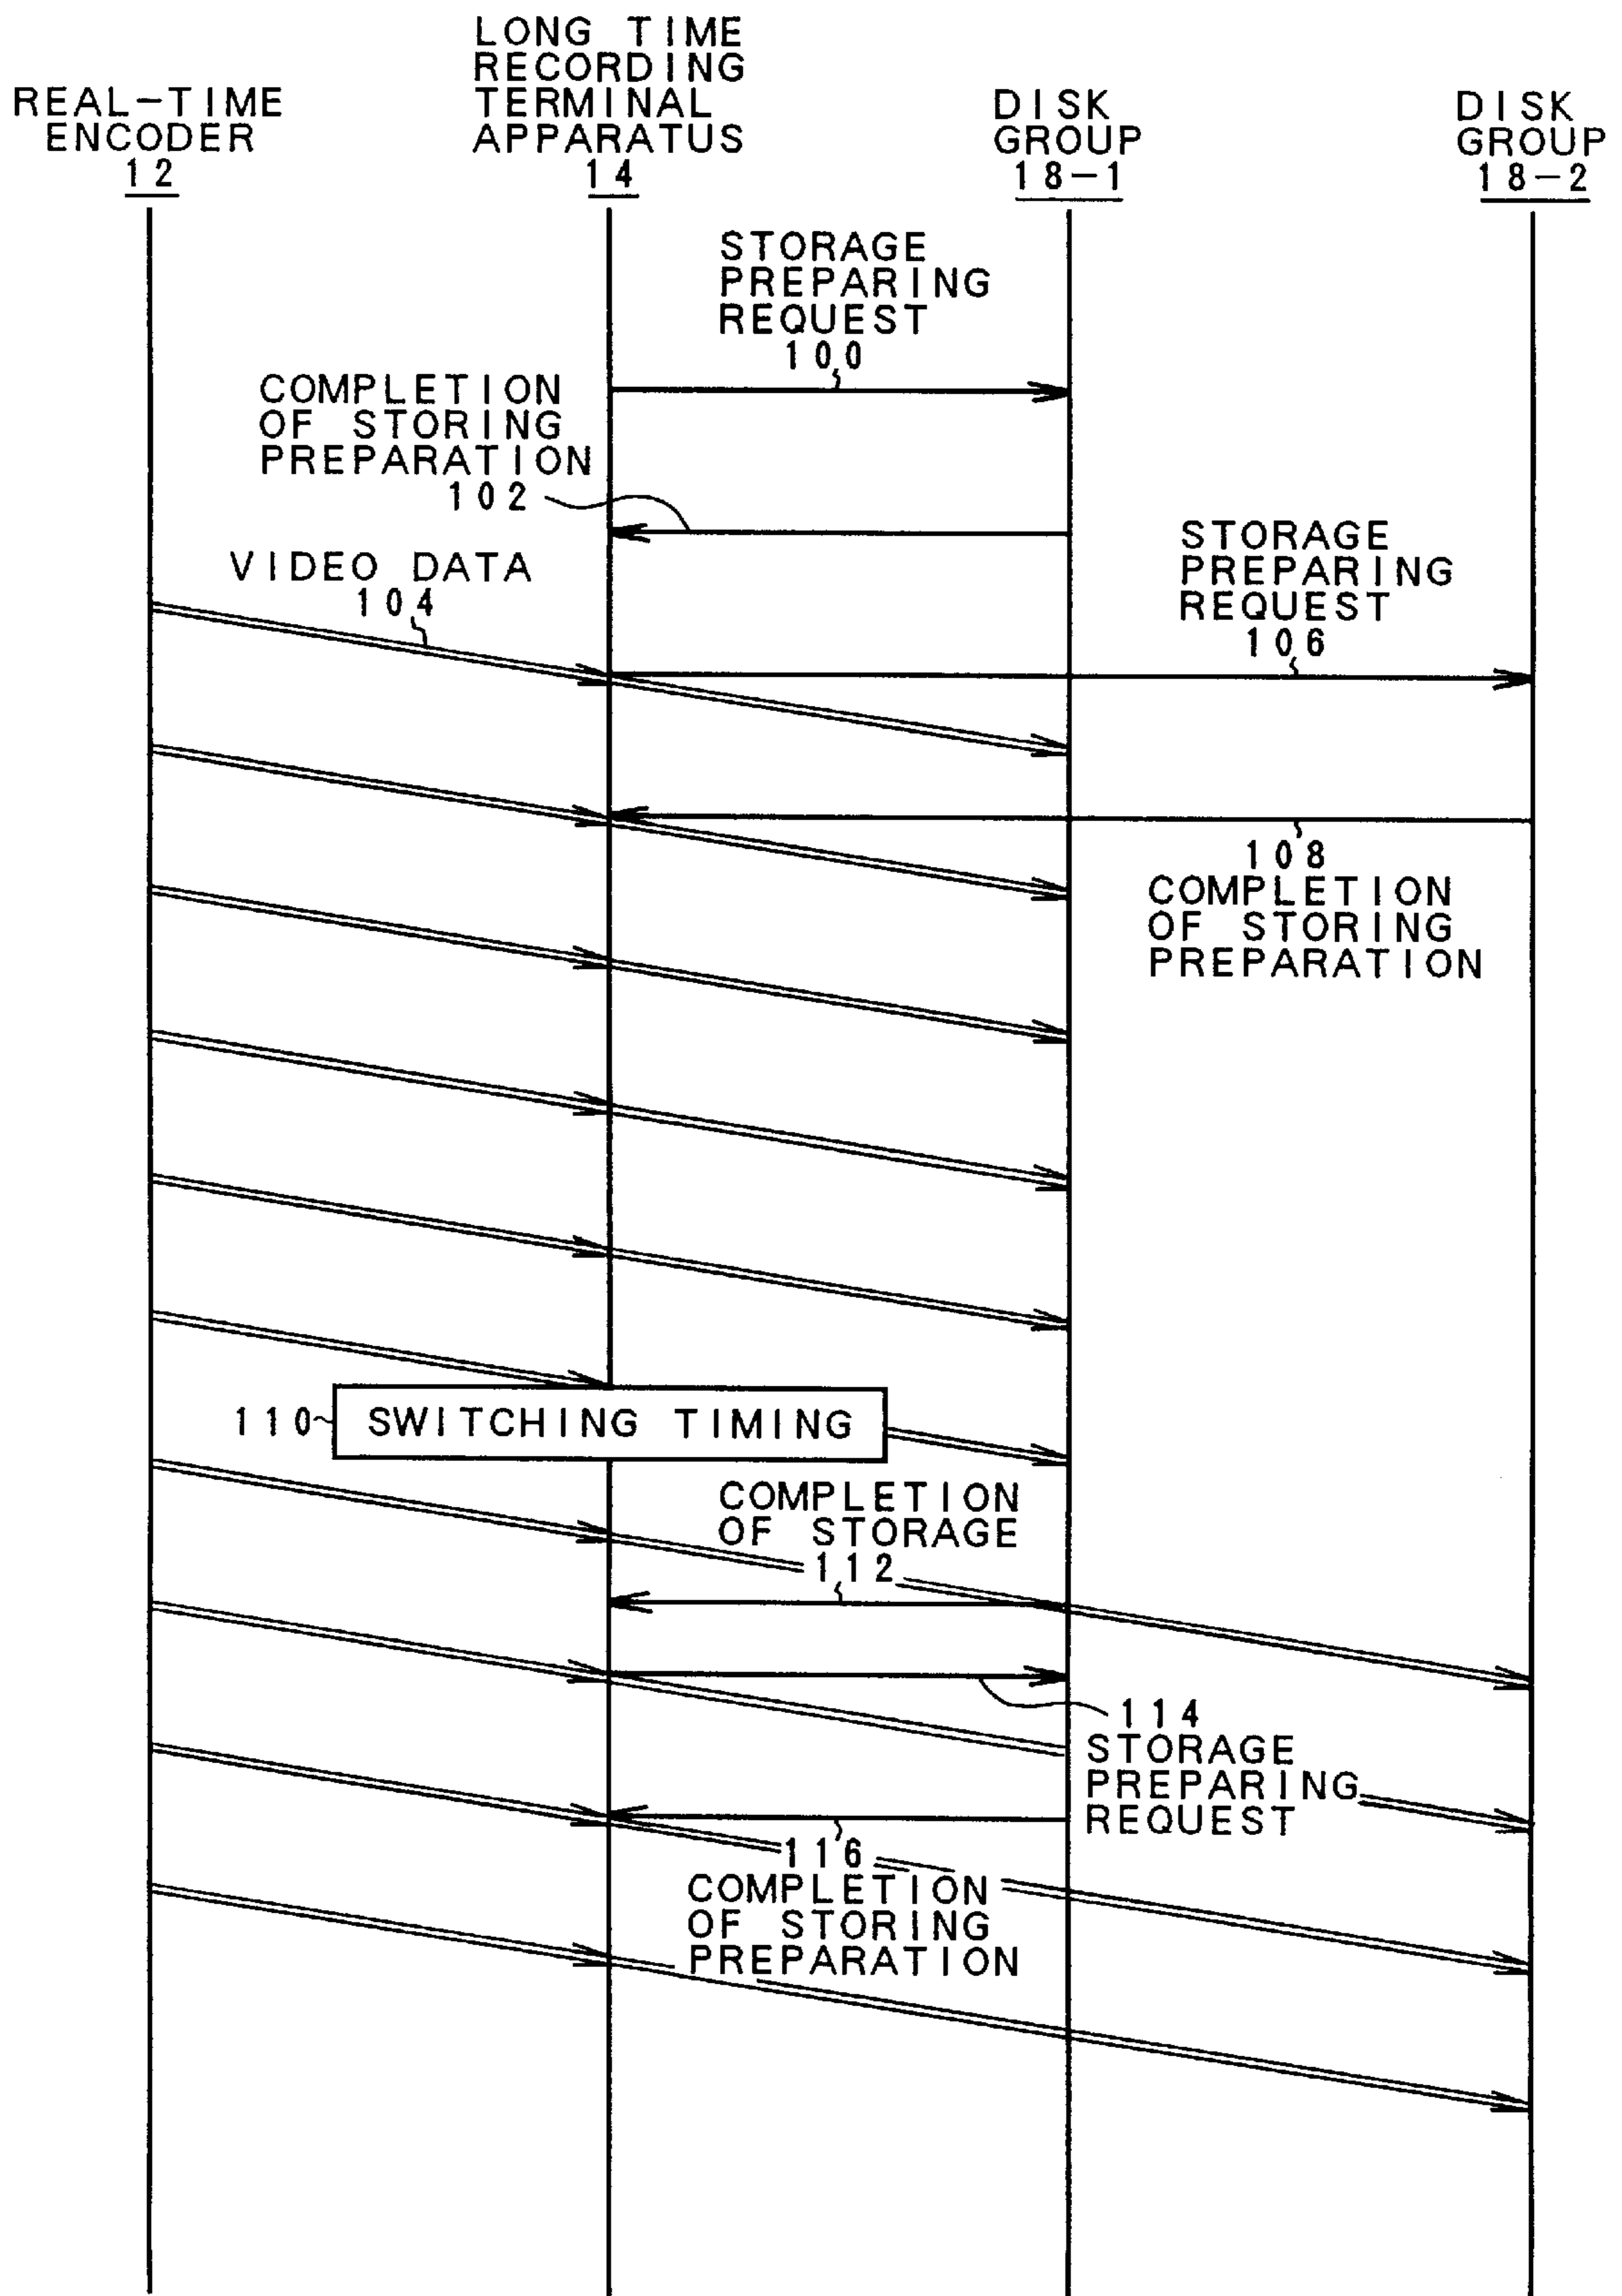 REAL-TIME
ENCODER
12
LONG TIME
RECORDING
TERMINAL
APPARATUS
14
DISK
GROUP
18-1
DISK
GROUP
18-2
STORAGE
PREPARING
REQUEST
100
COMPLETION
OF STORING
PREPARATION
102
VIDEO DATA
104
STORAGE
PREPARING
REQUEST
106
108
COMPLETION
OF STORING
PREPARATION
110
SWITCHING TIMING
COMPLETION
OF STORAGE
112
114
STORAGE
PREPARING
REQUEST
116
COMPLETION
OF STORING
PREPARATION